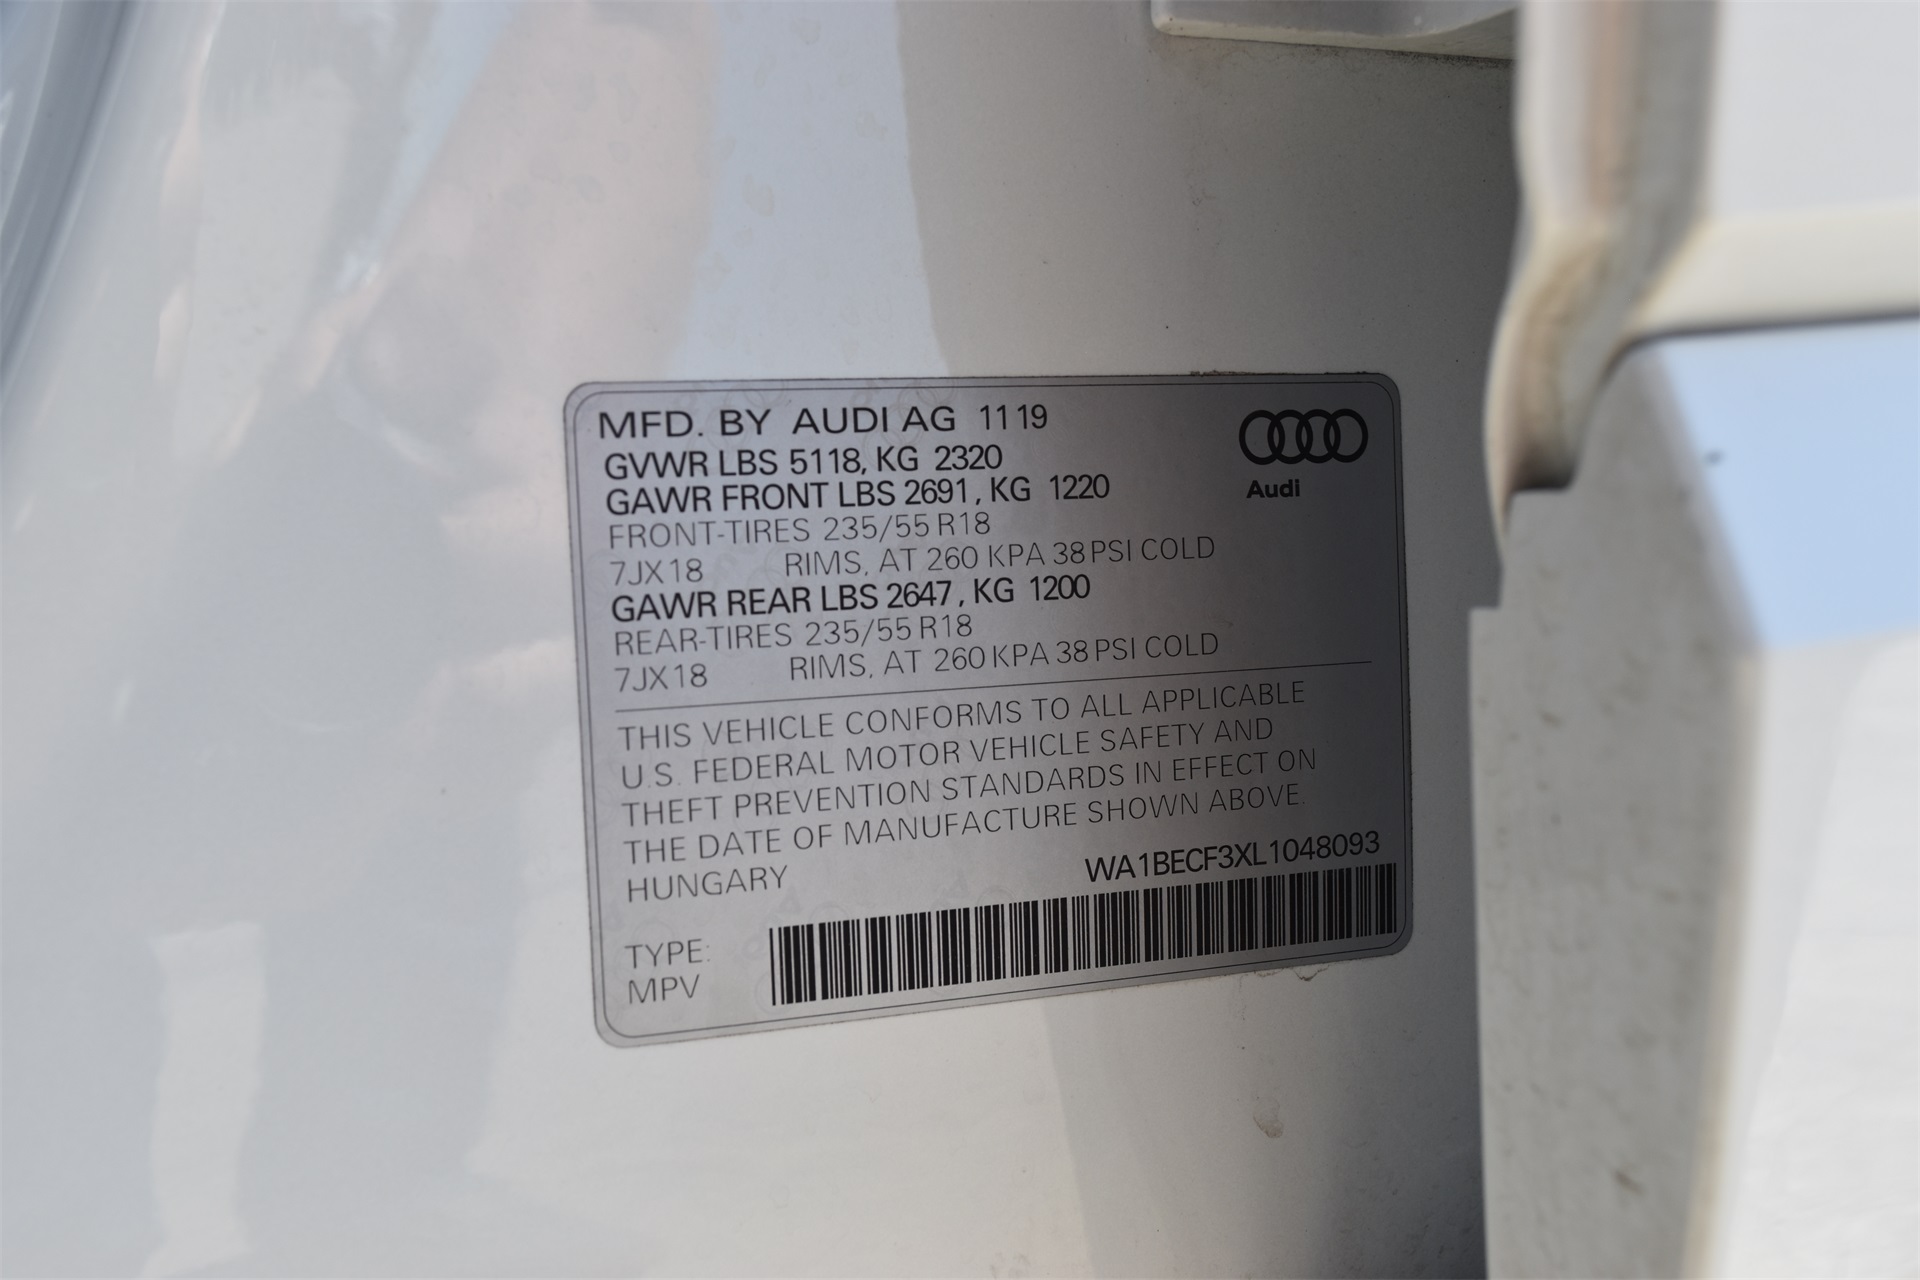 MFD. BY AUDI AG 11 19
GVWR LBS 5118, KG 2320
GAWR FRONT LBS 2691, KG 1220
FRONT-TIRES 235/55 R18
7JX18 RIMS, AT 260 KPA 38 PSI COLD
GAWR REAR LBS 2647, KG 1200
REAR-TIRES 235/55 R18
7JX18 RIMS, AT 260 KPA 38 PSI COLD
Audi
THIS VEHICLE CONFORMS TO ALL APPLICABLE
U.S. FEDERAL MOTOR VEHICLE SAFETY AND
THEFT PREVENTION STANDARDS IN EFFECT ON
THE DATE OF MANUFACTURE SHOWN ABOVE.
HUNGARY WA1BECF3XL1048093
TYPE:
MPV